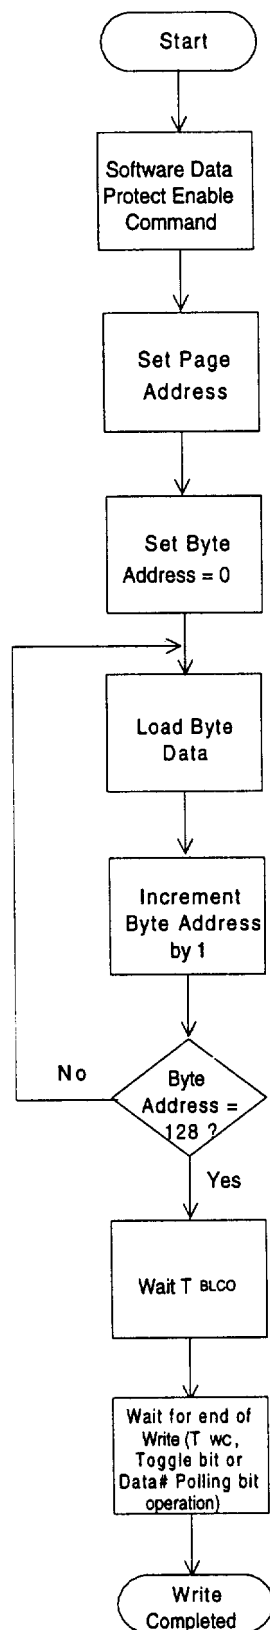 Start
Software Data
Protect Enable
Command
Set Page
Address
Set Byte
Address = 0
Load Byte
Data
Increment
Byte Address
by 1
Byte
Address =
128 ?
No
Yes
Wait T BLCO
Wait for end of
Write (T wc,
Toggle bit or
Data# Polling bit
operation)
Write
Completed